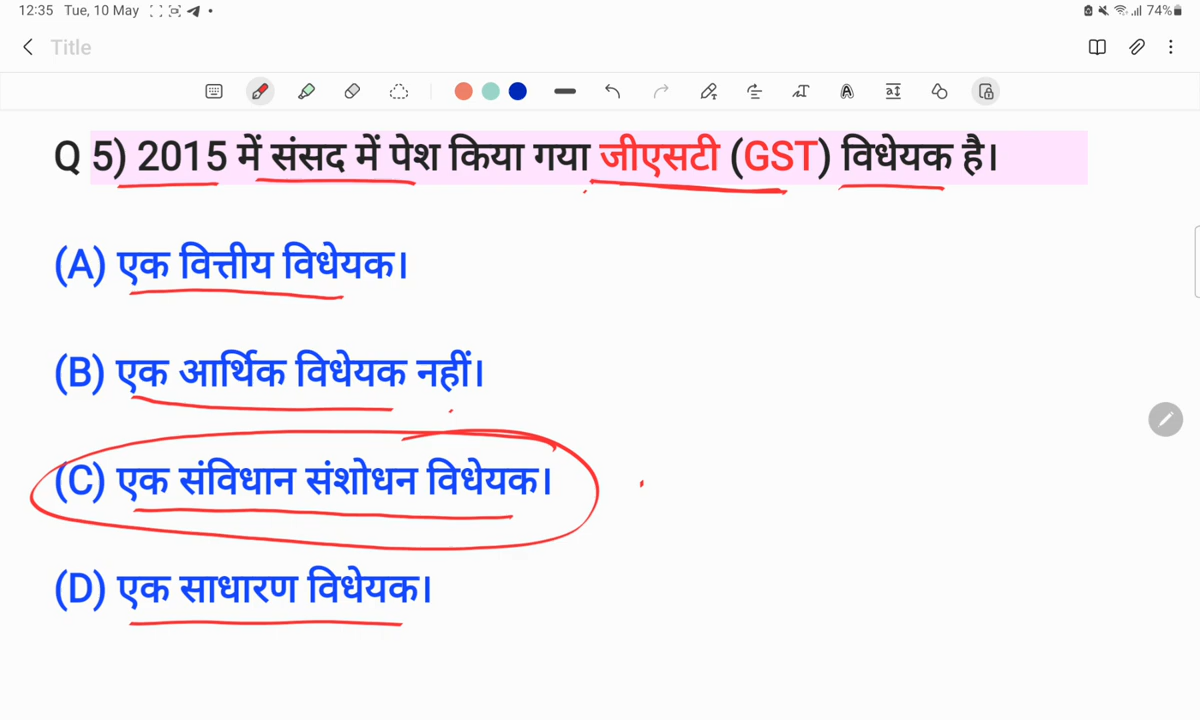 12:35 Tue, 10 May
74%
Title
Q 5) 2015 में संसद में पेश किया गया जीएसटी (GST) विधेयक है।
(A) एक वित्तीय विधेयक।
(B) एक आर्थिक विधेयक नहीं।
(C) एक संविधान संशोधन विधेयक।
(D) एक साधारण विधेयक।